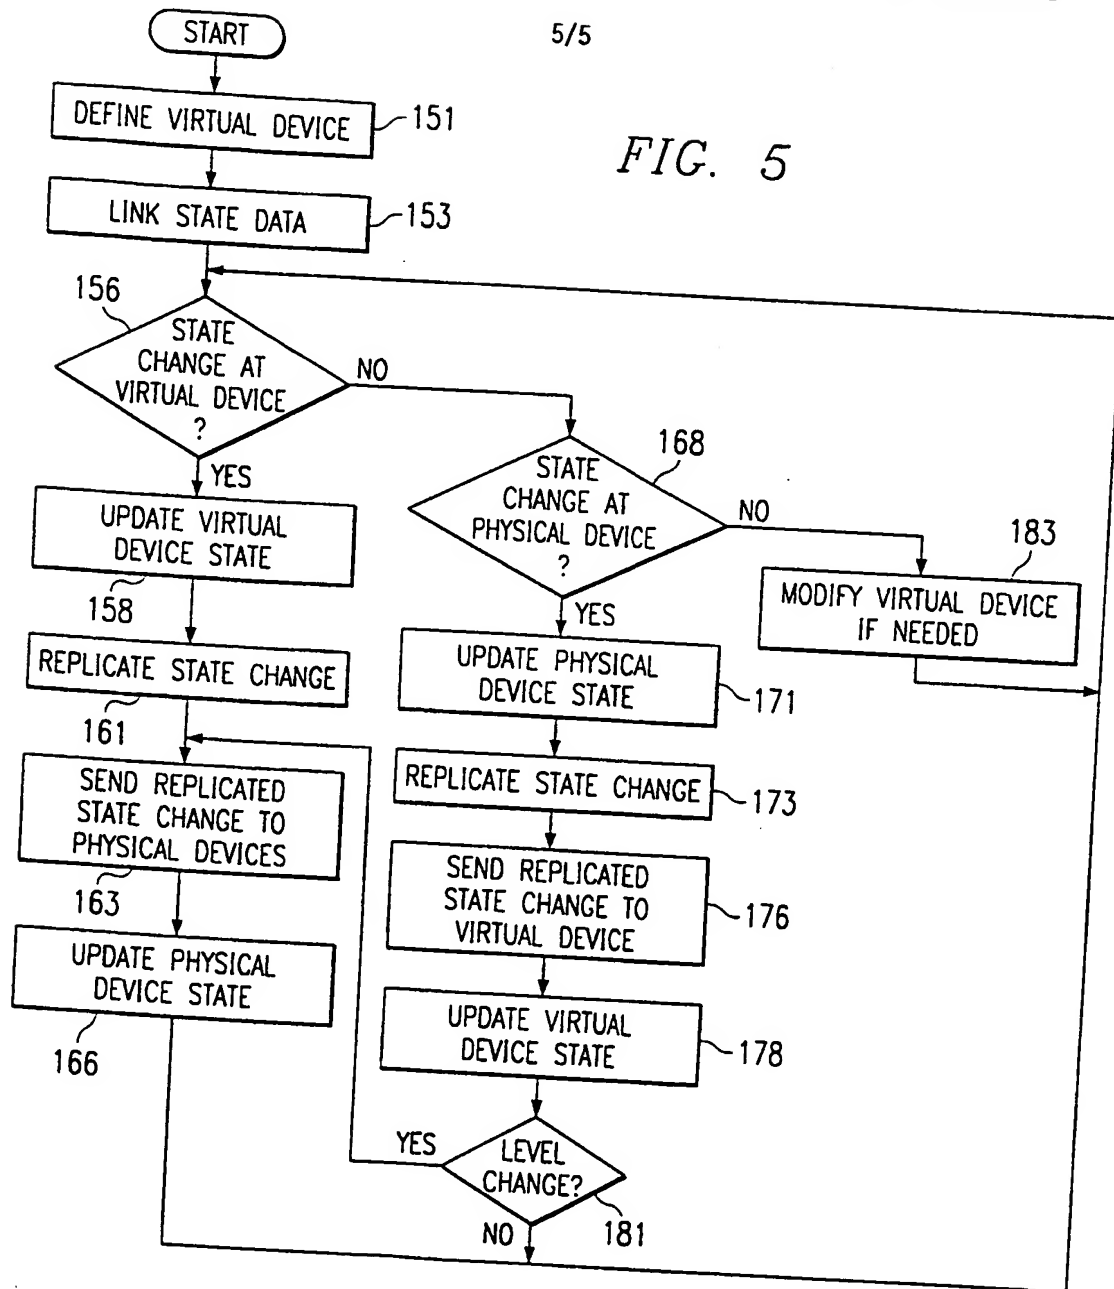 START
5/5
DEFINE VIRTUAL DEVICE
151
FIG. 5
LINK STATE DATA
153
156
STATE
CHANGE AT
VIRTUAL DEVICE
?
NO
YES
168
STATE
CHANGE AT
PHYSICAL DEVICE
?
NO
YES
183
MODIFY VIRTUAL DEVICE
IF NEEDED
UPDATE VIRTUAL
DEVICE STATE
158
REPLICATE STATE CHANGE
161
SEND REPLICATED
STATE CHANGE TO
PHYSICAL DEVICES
163
UPDATE PHYSICAL
DEVICE STATE
166
UPDATE PHYSICAL
DEVICE STATE
171
REPLICATE STATE CHANGE
173
SEND REPLICATED
STATE CHANGE TO
VIRTUAL DEVICE
176
UPDATE VIRTUAL
DEVICE STATE
178
YES
LEVEL
CHANGE?
181
NO